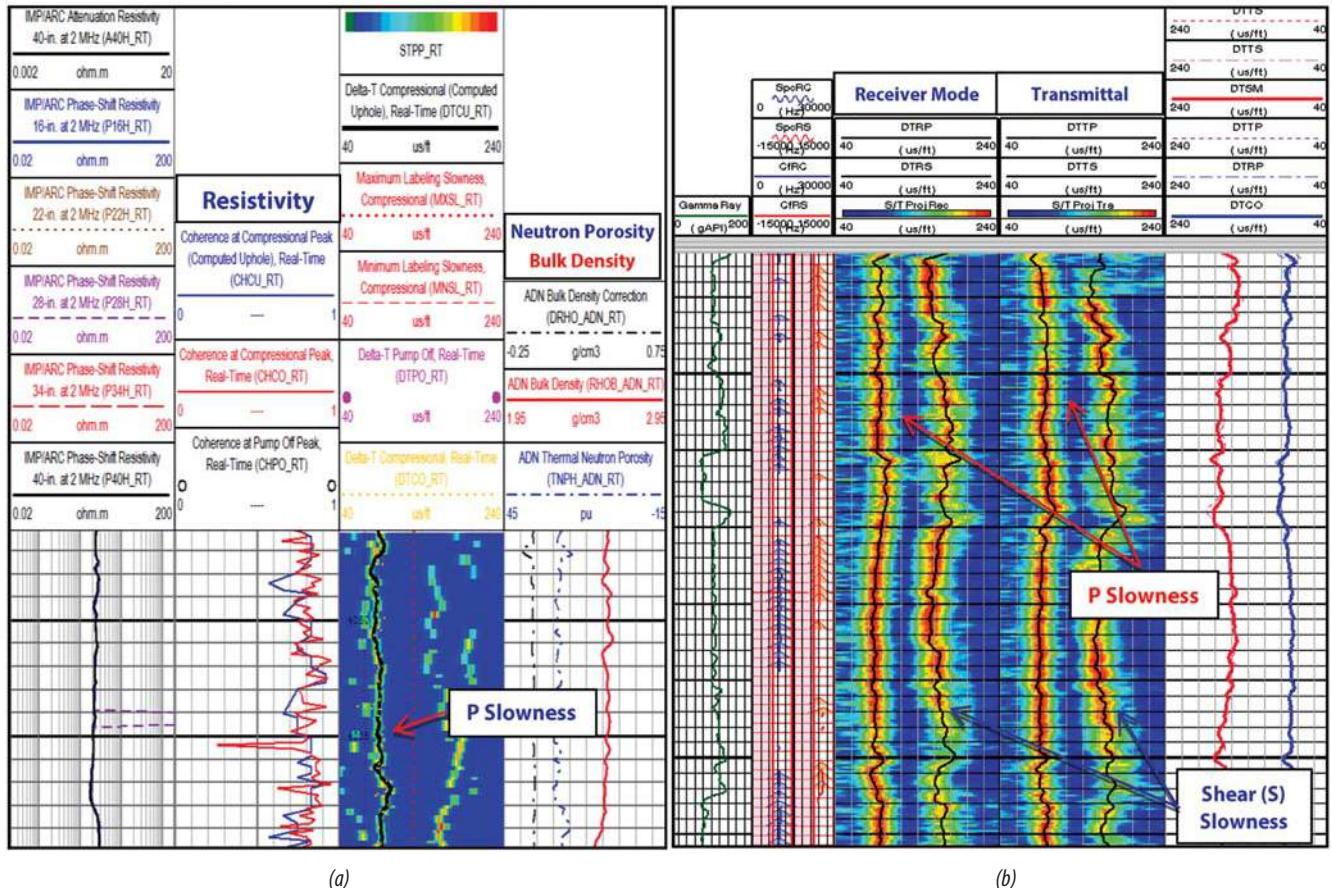 IMP/ARC Attenuation Resistivity
40-in. at 2 MHz (A40H_RT)
0.002 ohm.m 20
IMP/ARC Phase-Shift Resistivity
16-in. at 2 MHz (P16H_RT)
0.02 ohm.m 200
IMP/ARC Phase-Shift Resistivity
22-in. at 2 MHz (P22H_RT)
0.02 ohm.m 200
IMP/ARC Phase-Shift Resistivity
28-in. at 2 MHz (P28H_RT)
0.02 ohm.m 200
IMP/ARC Phase-Shift Resistivity
34-in. at 2 MHz (P34H_RT)
0.02 ohm.m 200
IMP/ARC Phase-Shift Resistivity
40-in. at 2 MHz (P40H_RT)
0.02 ohm.m 200
Resistivity
Coherence at Compressional Peak
(Computed Uphole), Real-Time
(CHCU_RT)
0 ---- 1
Coherence at Compressional Peak,
Real-Time (CHCO_RT)
0 ---- 1
Coherence at Pump Off Peak,
Real-Time (CHPO_RT)
0 ---- 1
STPP_RT
Delta-T Compressional (Computed
Uphole), Real-Time (DTCU_RT)
40 us/ft 240
Maximum Labeling Slowness,
Compressional (MXSL_RT)
40 us/ft 240
Minimum Labeling Slowness,
Compressional (MNSL_RT)
40 us/ft 240
Delta-T Pump Off, Real-Time
(DTPO_RT)
40 us/ft 240
Delta-T Compressional, Real-Time
(DTCO_RT)
40 us/ft 240
Neutron Porosity
Bulk Density
ADN Bulk Density Correction
(DRHO_ADN_RT)
-0.25 g/cm3 0.75
ADN Bulk Density (RHOB_ADN_RT)
1.95 g/cm3 2.95
ADN Thermal Neutron Porosity
(TNPH_ADN_RT)
45 pu -15
P Slowness
(a)
Gamma Ray
0 (gAPI) 200
SpcRC
0 (Hz) 30000
SpcRS
-15000 15000
(Hz)
CfRC
0 (Hz) 30000
CfRS
-15000 15000
(Hz)
Receiver Mode
DTRP
40 (us/ft) 240
DTRS
40 (us/ft) 240
S/T Proj Rec
Transmittal
DTTP
40 (us/ft) 240
DTTS
40 (us/ft) 240
S/T Proj Tra
DTTS
240 (us/ft) 40
DTTS
240 (us/ft) 40
DTSM
240 (us/ft) 40
DTTP
240 (us/ft) 40
DTRP
240 (us/ft) 40
DTCO
240 (us/ft) 40
P Slowness
Shear (S)
Slowness
(b)